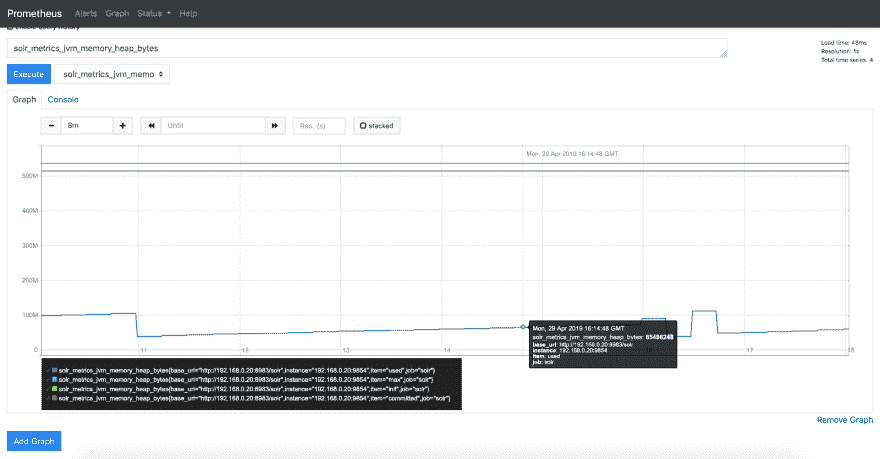 Prometheus Alerts Graph Status Help
Enable query history
solr_metrics_jvm_memory_heap_bytes
Load time: 48ms
Resolution: 1s
Total time series: 4
Execute solr_metrics_jvm_memo
Graph Console
8m Until Res. (s) stacked
Mon, 29 Apr 2019 16:14:48 GMT
500M
400M
300M
200M
100M
0
11 12 13 14 16 17 18
Mon, 29 Apr 2019 16:14:48 GMT
solr_metrics_jvm_memory_heap_bytes:
base_url: http://192.168.0.20:8983/solr
instance: 192.168.0.20:9854
item: used
job: solr
solr_metrics_jvm_memory_heap_bytes{base_url="http://192.168.0.20:8983/solr",instance="192.168.0.20:9854",item="used",job="solr"}
solr_metrics_jvm_memory_heap_bytes{base_url="http://192.168.0.20:8983/solr",instance="192.168.0.20:9854",item="max",job="solr"}
solr_metrics_jvm_memory_heap_bytes{base_url="http://192.168.0.20:8983/solr",instance="192.168.0.20:9854",item="init",job="solr"}
solr_metrics_jvm_memory_heap_bytes{base_url="http://192.168.0.20:8983/solr",instance="192.168.0.20:9854",item="committed",job="solr"}
Remove Graph
Add Graph